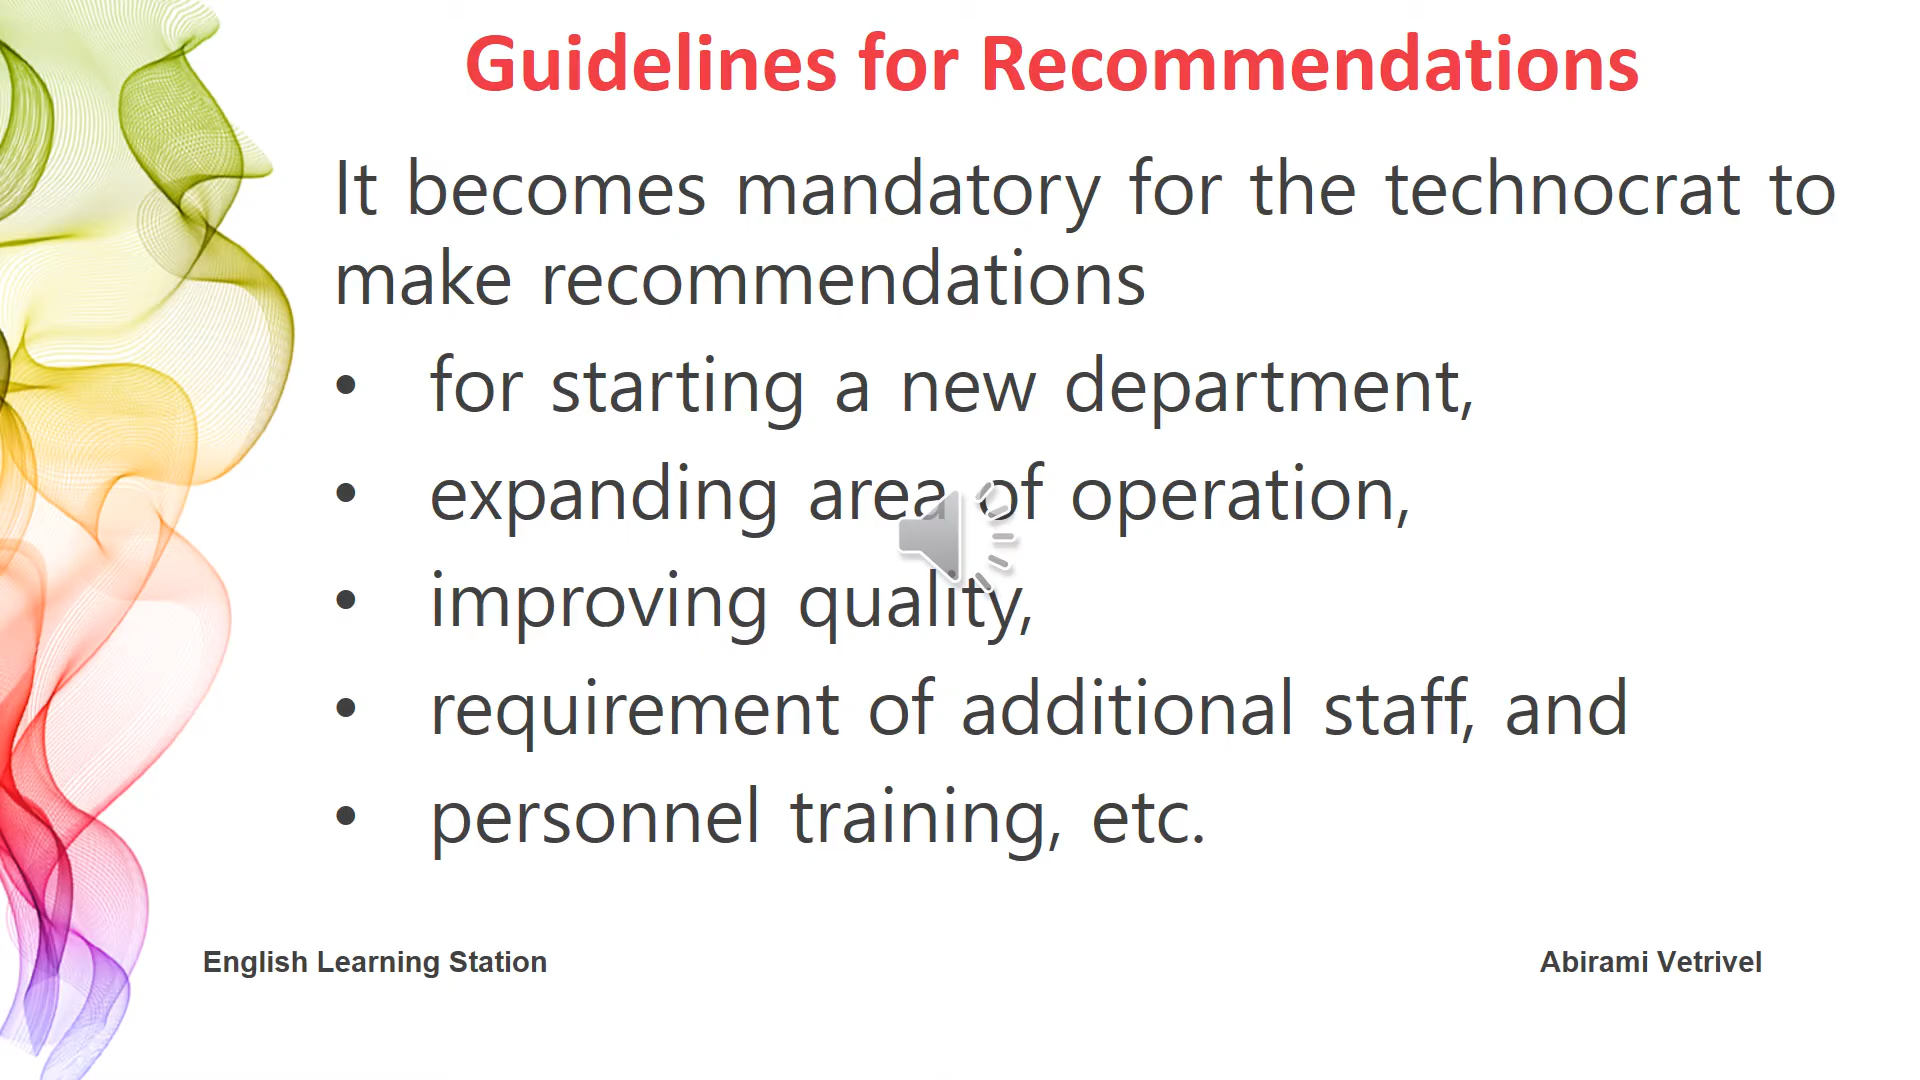 Guidelines for Recommendations
It becomes mandatory for the technocrat to
make recommendations
• for starting a new department,
• expanding area of operation,
• improving quality,
• requirement of additional staff, and
• personnel training, etc.
English Learning Station
Abirami Vetrivel